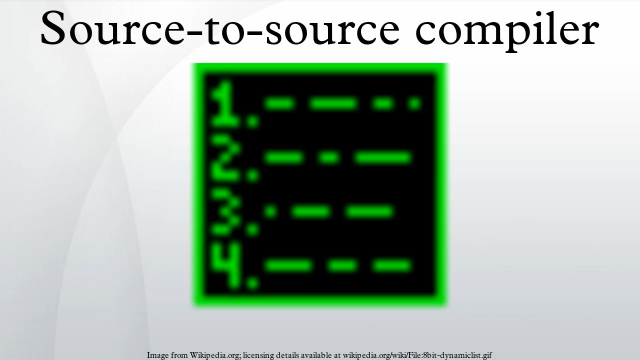 Source-to-source compiler
1.
2.
3.
4.
Image from Wikipedia.org; licensing details available at wikipedia.org/wiki/File:8bit-dynamiclist.gif